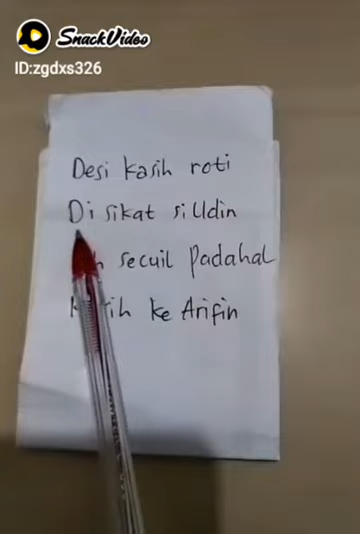 SnackVideo
ID:zgdxs326
Desi kasih roti
Di sikat si Udin
secuil Padahal
ke Arifin